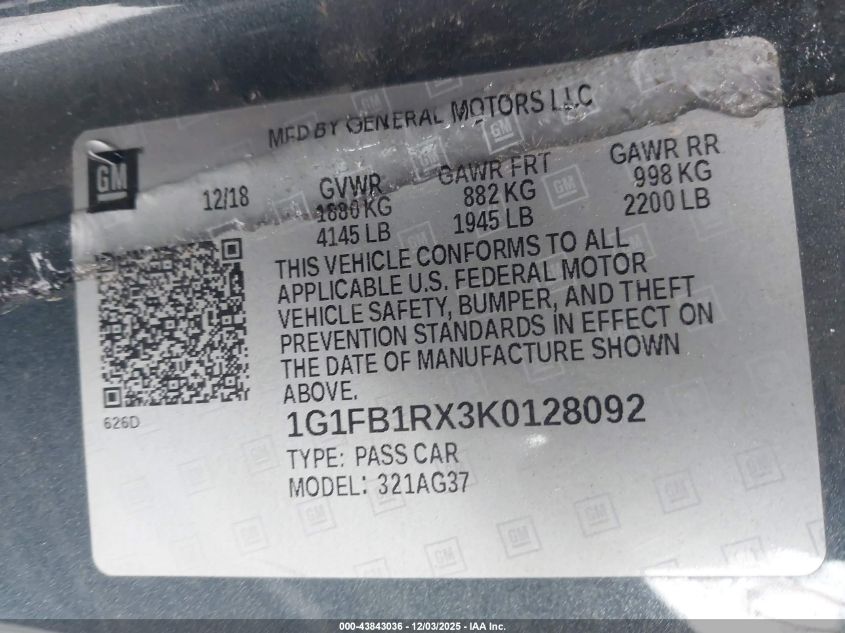 MFD BY GENERAL MOTORS LLC
GM
12/18 GVWR GAWR FRT GAWR RR
1880 KG 882 KG 998 KG
4145 LB 1945 LB 2200 LB
THIS VEHICLE CONFORMS TO ALL
APPLICABLE U.S. FEDERAL MOTOR
VEHICLE SAFETY, BUMPER, AND THEFT
PREVENTION STANDARDS IN EFFECT ON
THE DATE OF MANUFACTURE SHOWN
ABOVE.
626D
1G1FB1RX3K0128092
TYPE: PASS CAR
MODEL: 321AG37
000-43843036 - 12/03/2025 - IAA Inc.